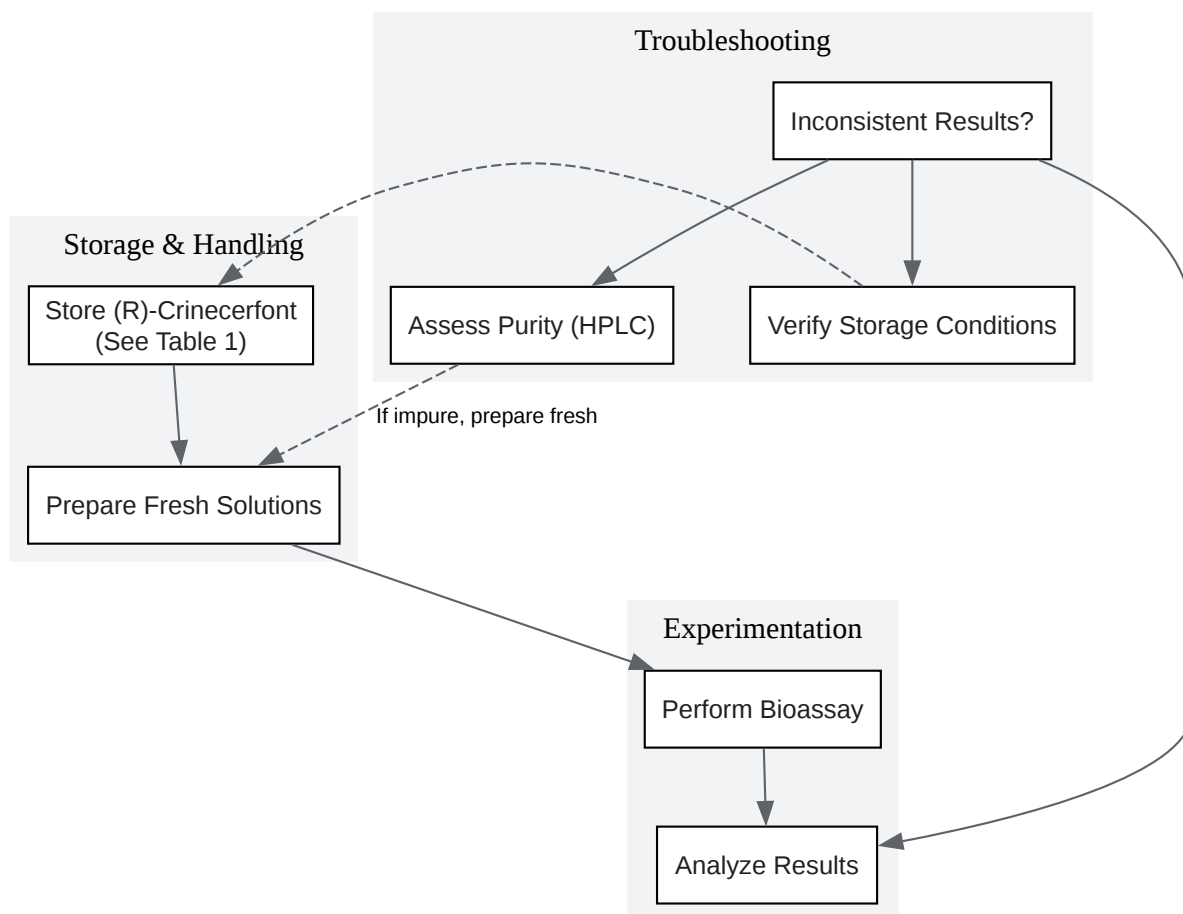 Troubleshooting
Inconsistent Results?
Storage & Handling
Store (R)-Crinecerfont
(See Table 1)
Assess Purity (HPLC)
Verify Storage Conditions
If impure, prepare fresh
Prepare Fresh Solutions
Experimentation
Perform Bioassay
Analyze Results